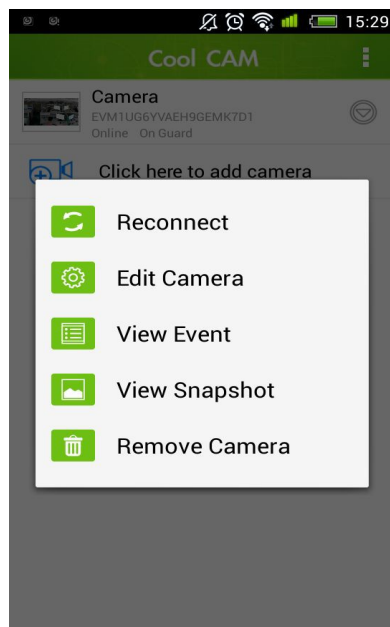 15:29
Cool CAM
Camera
EVM1UG6YVAEH9GEMK7D1
Online On Guard
Click here to add camera
Reconnect
Edit Camera
View Event
View Snapshot
Remove Camera